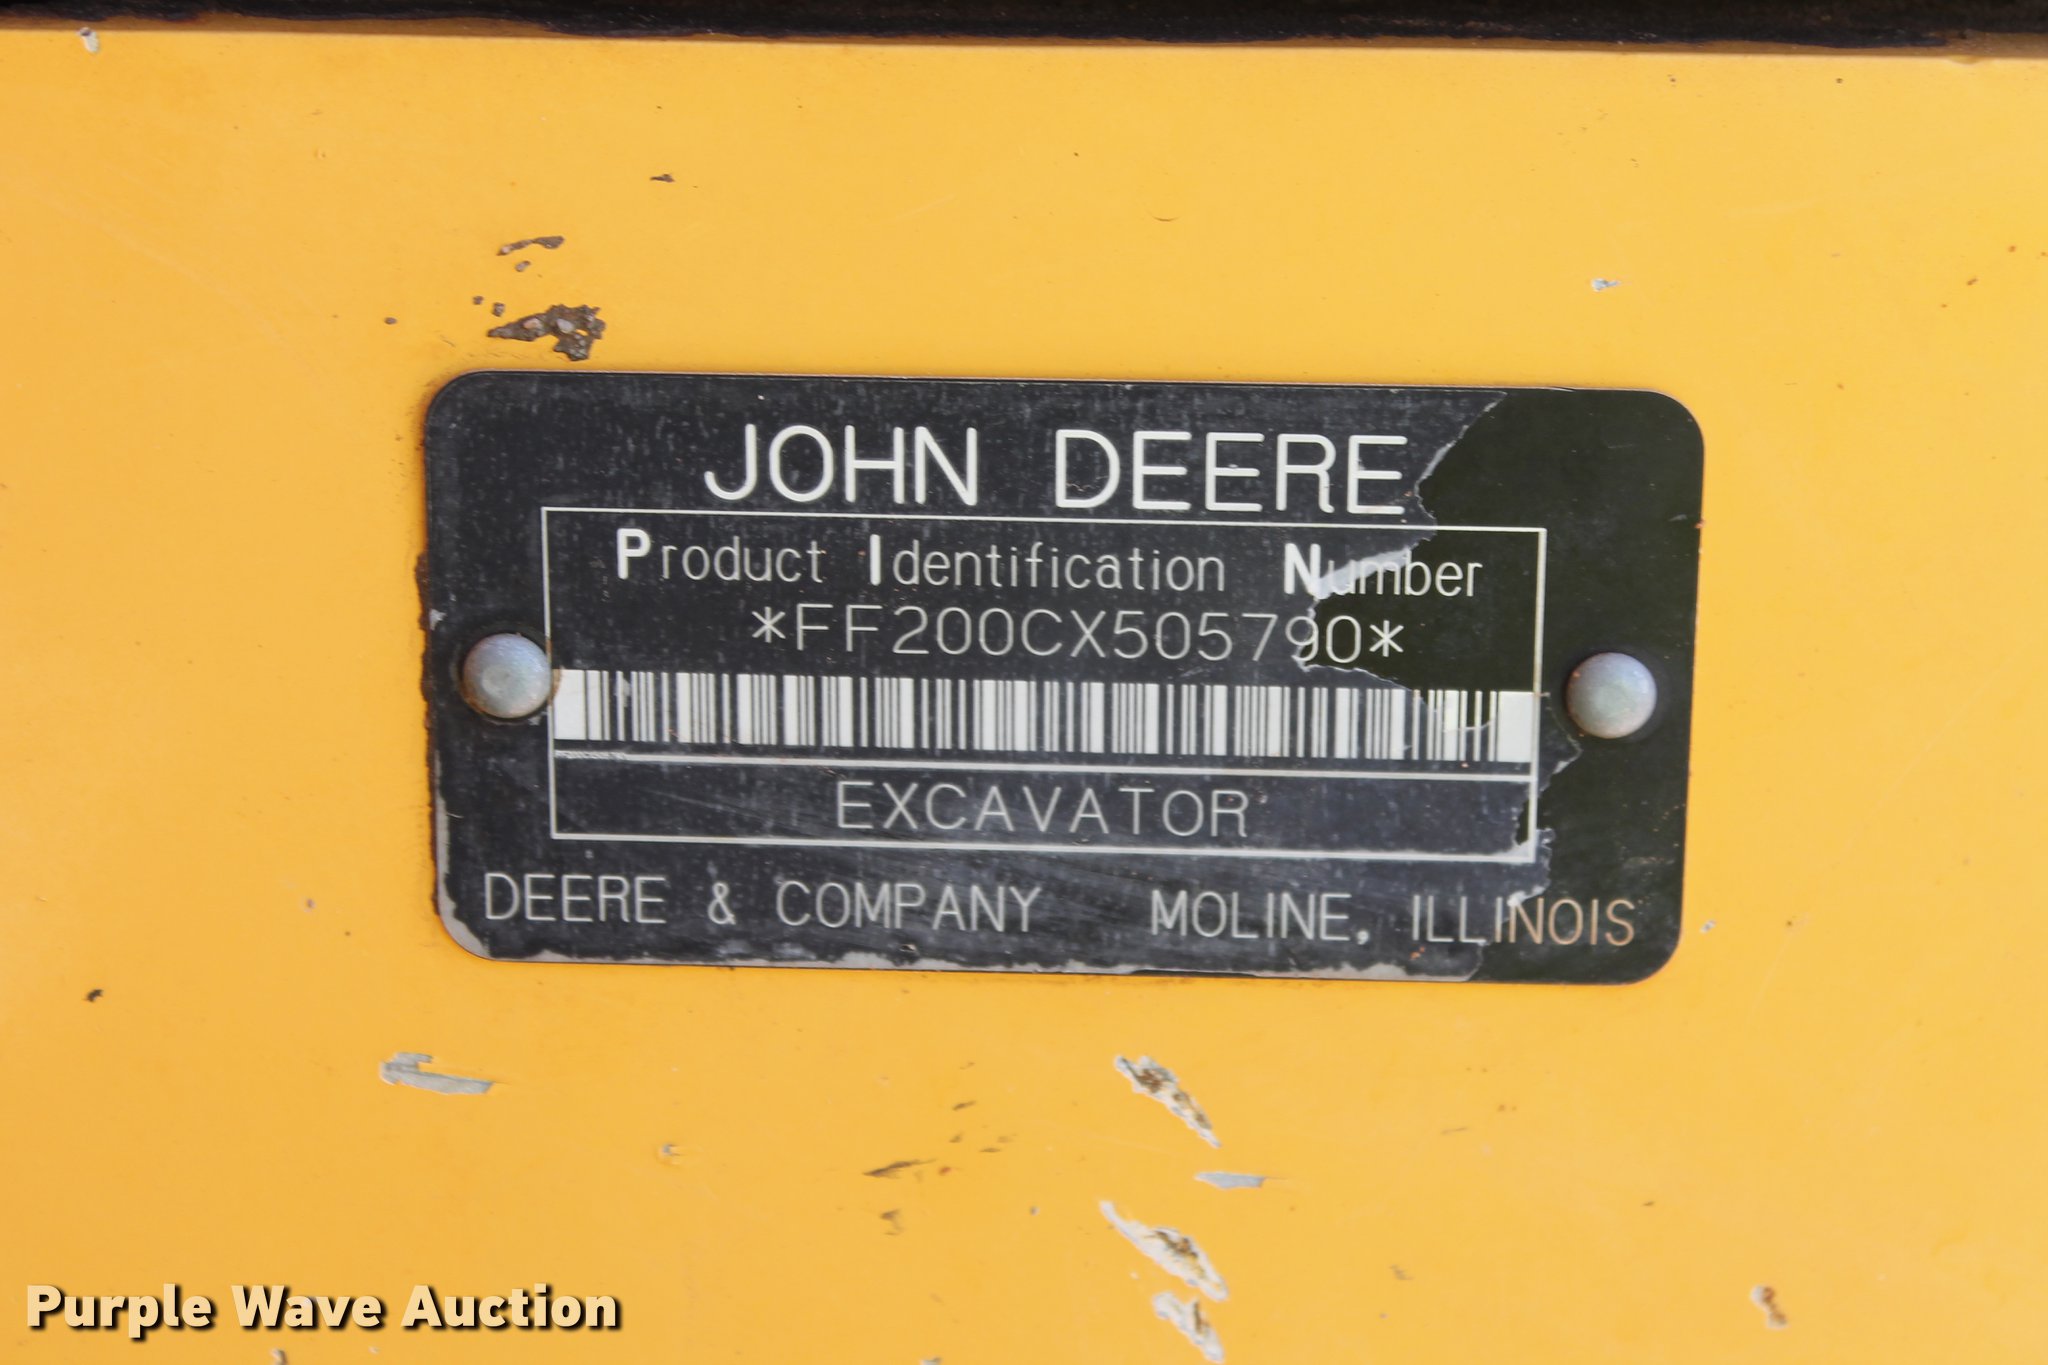 JOHN DEERE
Product Identification Number
*FF200CX505790*
EXCAVATOR
DEERE & COMPANY MOLINE, ILLINOIS
Purple Wave Auction